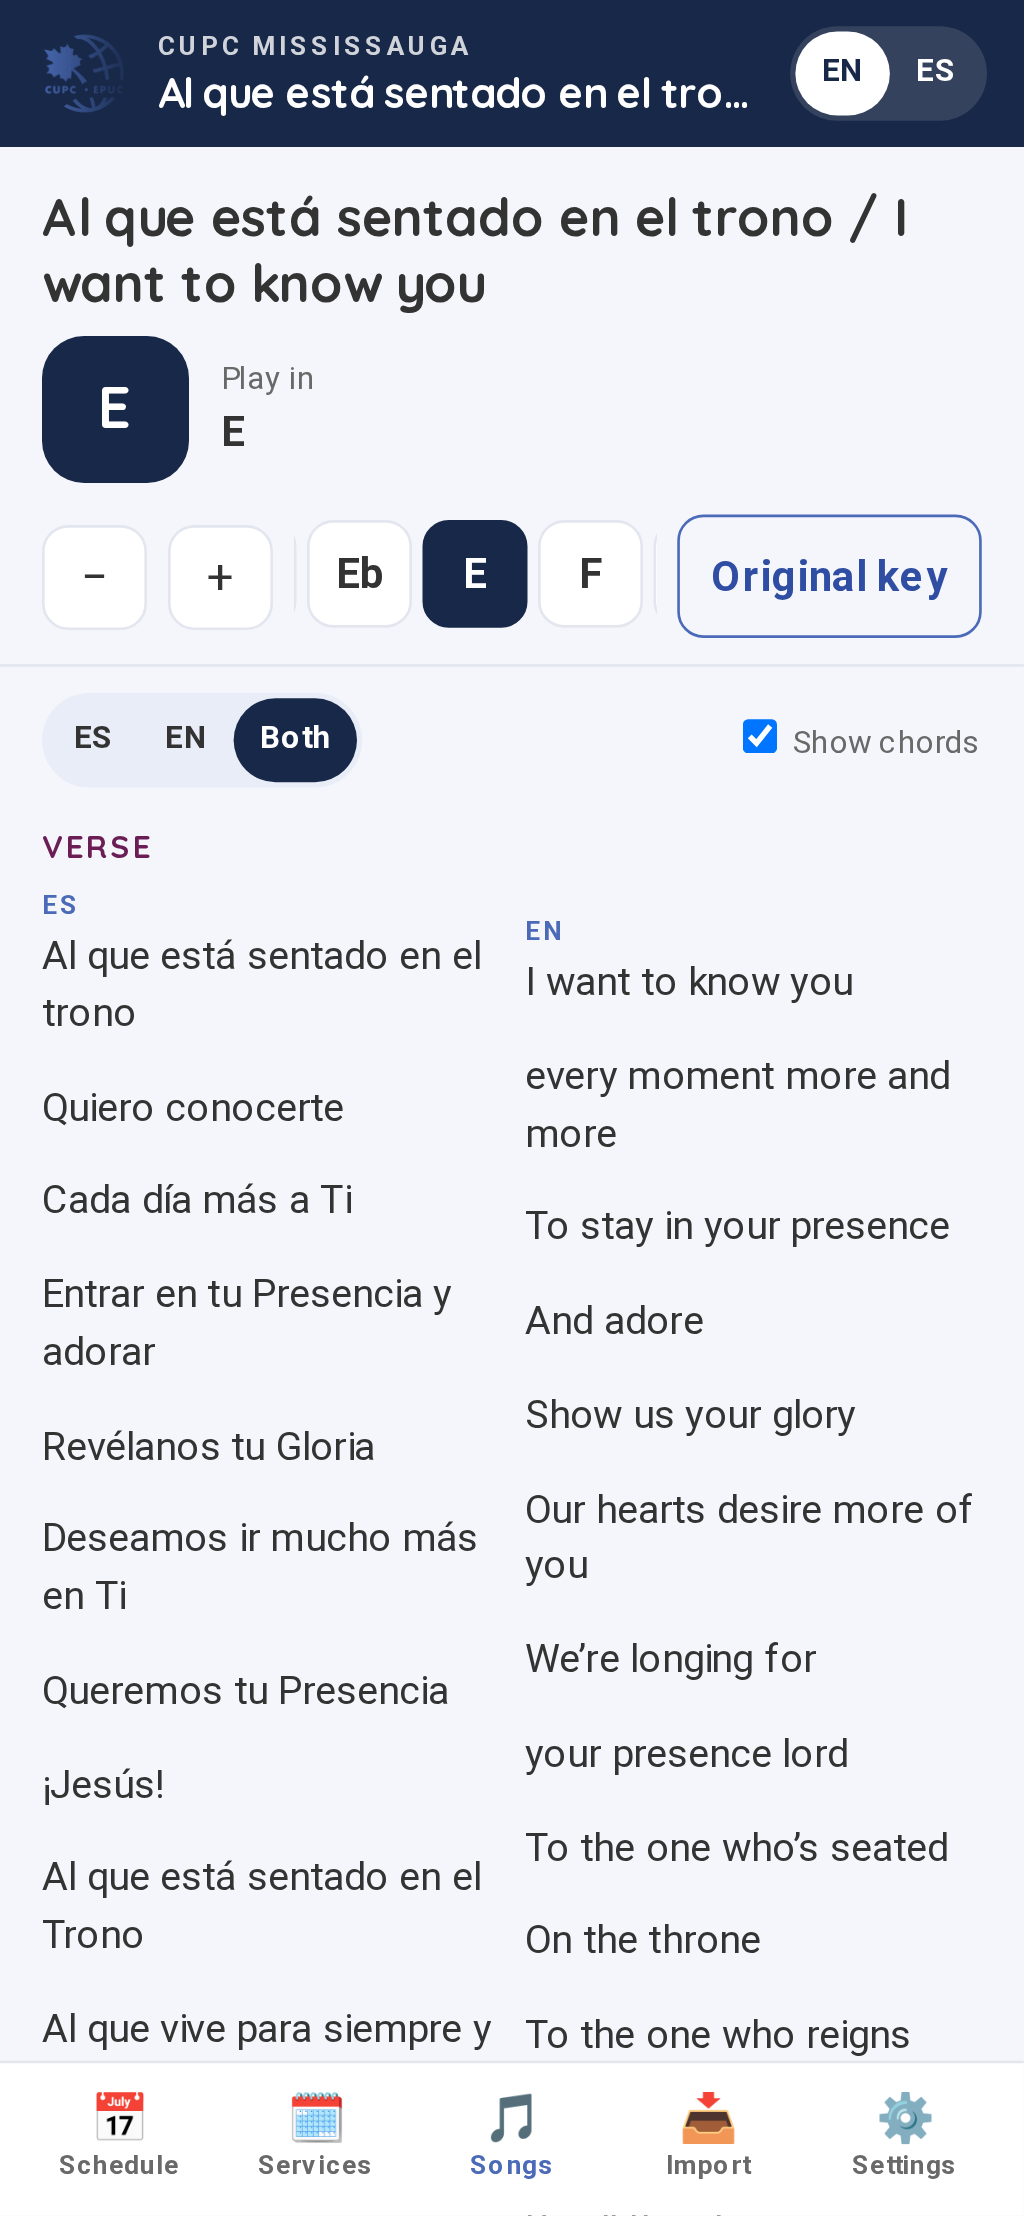 CUPC • EPUC
CUPC MISSISSAUGA
Al que está sentado en el tro...
EN
ES
Al que está sentado en el trono / I
want to know you
E
Play in
E
−
+
Eb
E
F
Original key
ES
EN
Both
Show chords
VERSE
ES
Al que está sentado en el
trono
Quiero conocerte
Cada día más a Ti
Entrar en tu Presencia y
adorar
Revélanos tu Gloria
Deseamos ir mucho más
en Ti
Queremos tu Presencia
¡Jesús!
Al que está sentado en el
Trono
Al que vive para siempre y
EN
I want to know you
every moment more and
more
To stay in your presence
And adore
Show us your glory
Our hearts desire more of
you
We’re longing for
your presence lord
To the one who’s seated
On the throne
To the one who reigns
July
17
Schedule
Services
Songs
Import
Settings